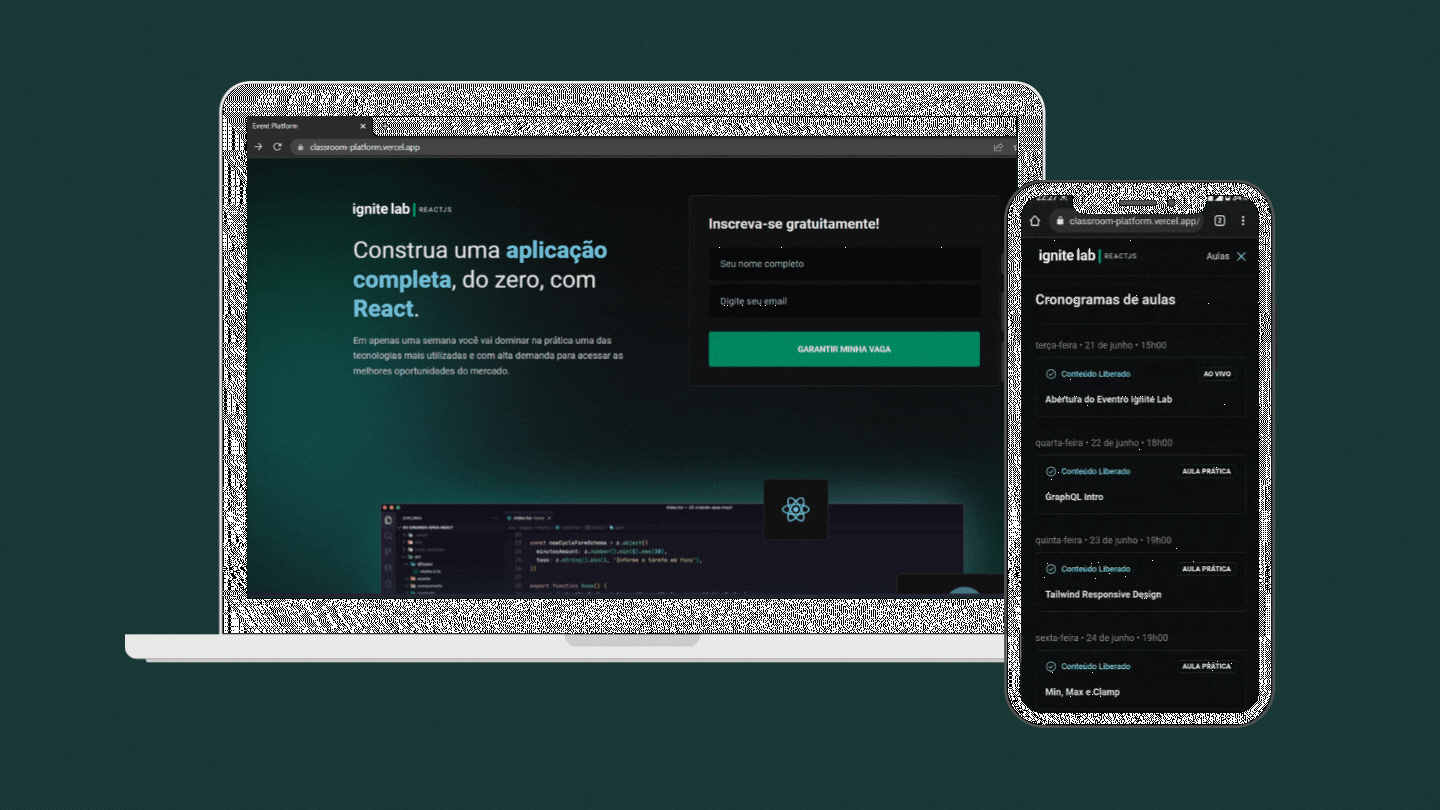 Event Platform
classroom-platform.vercel.app
ignite lab | REACTJS
Construa uma aplicação
completa, do zero, com
React.
Em apenas uma semana você vai dominar na prática uma das
tecnologias mais utilizadas e com alta demanda para acessar as
melhores oportunidades do mercado.
Inscreva-se gratuitamente!
Seu nome completo
Digite seu email
GARANTIR MINHA VAGA
const newCycleFormSchema = z.object({
minutesAmount: z.number().min(5).max(20),
task: z.string().min(1, 'Informe a tarefa em foco'),
})
export function Home() {
22:27
classroom-platform.vercel.app/
2
ignite lab | REACTJS
Aulas
Cronogramas de aulas
terça-feira • 21 de junho • 15h00
Conteúdo Liberado
AO VIVO
Abertura do Eventro Ignite Lab
quarta-feira • 22 de junho • 18h00
Conteúdo Liberado
AULA PRÁTICA
GraphQL Intro
quinta-feira • 23 de junho • 19h00
Conteúdo Liberado
AULA PRÁTICA
Tailwind Responsive Design
sexta-feira • 24 de junho • 19h00
Conteúdo Liberado
AULA PRÁTICA
Min, Max e Clamp